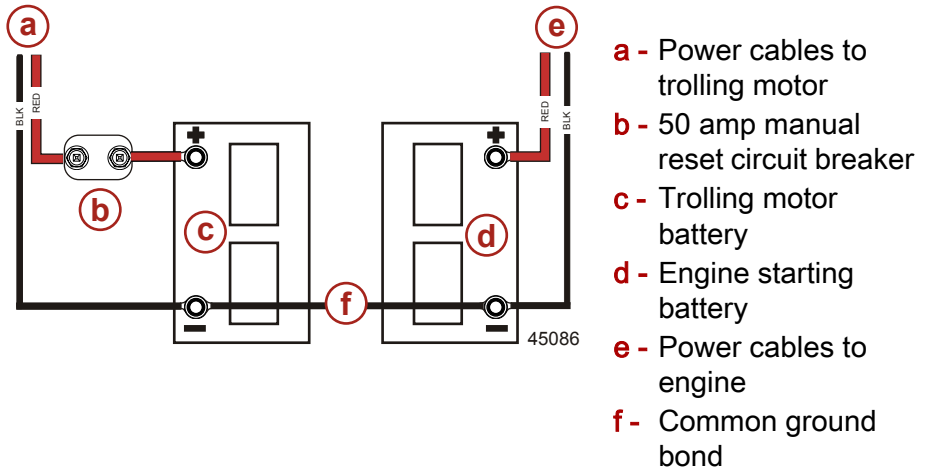 a
e
BLK
RED
RED
BLK
+
+
b
c
d
f
−
−
45086
a - Power cables to
trolling motor
b - 50 amp manual
reset circuit breaker
c - Trolling motor
battery
d - Engine starting
battery
e - Power cables to
engine
f - Common ground
bond